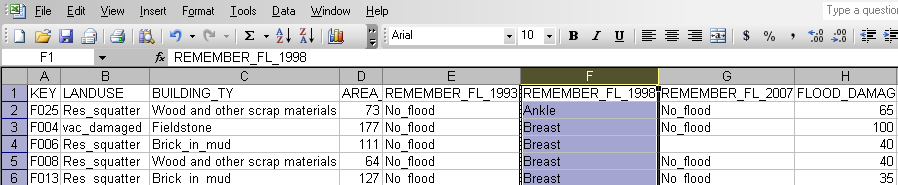 File Edit View Insert Format Tools Data Window Help Type a question
Arial 10 B I U $ %
F1 fx REMEMBER_FL_1998
A B C D E F G H
1 KEY LANDUSE BUILDING_TY AREA_ REMEMBER_FL_1993 REMEMBER_FL_1998 REMEMBER_FL_2007 FLOOD_DAMAG
2 F025 Res_squatter Wood and other scrap materials 73 No_flood Ankle No_flood 65
3 F004 vac_damaged Fieldstone 177 No_flood Breast No_flood 100
4 F006 Res_squatter Brick_in_mud 111 No_flood Breast 40
5 F008 Res_squatter Wood and other scrap materials 64 No_flood Breast No_flood 40
6 F013 Res_squatter Brick_in_mud 127 No_flood Breast No_flood 35